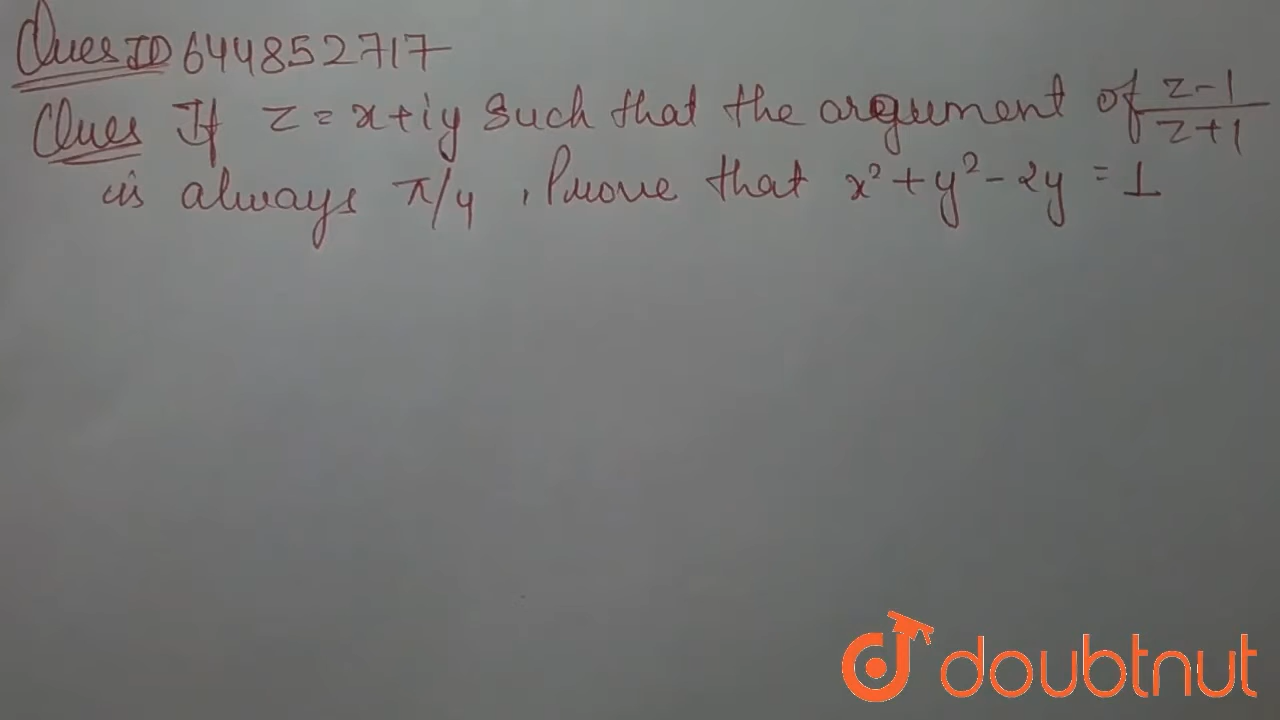 Ques ID 644852717
Ques If z = x+iy such that the argument of z-1/z+1
is always π/4, Prove that x²+y²-2y = 1
doubtnut